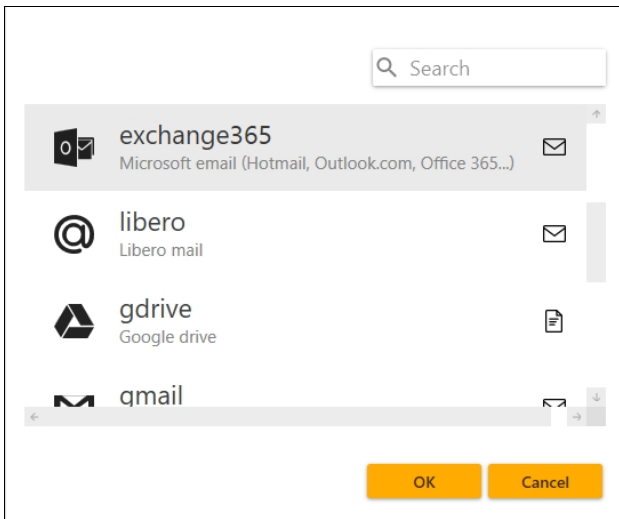 Search
exchange365
Microsoft email (Hotmail, Outlook.com, Office 365...)
libero
Libero mail
gdrive
Google drive
gmail
OK
Cancel